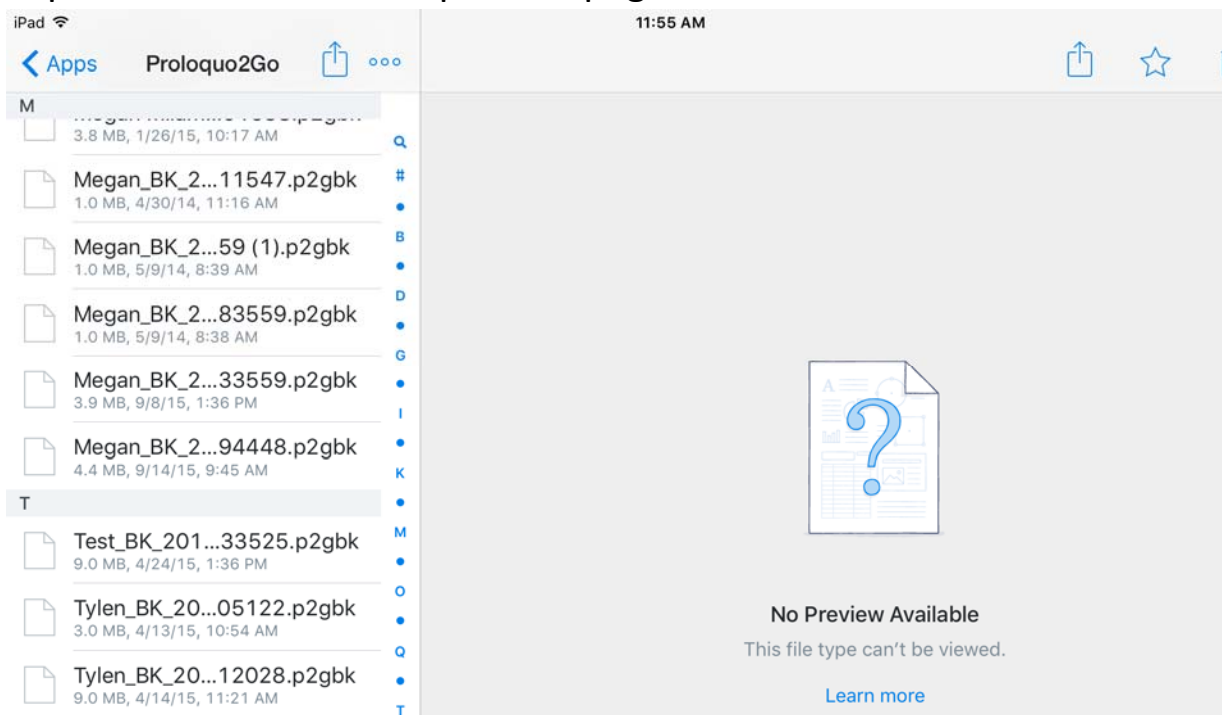 iPad
11:55 AM
Apps
Proloquo2Go
M
3.8 MB, 1/26/15, 10:17 AM
Megan_BK_2...11547.p2gbk
1.0 MB, 4/30/14, 11:16 AM
Megan_BK_2...59 (1).p2gbk
1.0 MB, 5/9/14, 8:39 AM
Megan_BK_2...83559.p2gbk
1.0 MB, 5/9/14, 8:38 AM
Megan_BK_2...33559.p2gbk
3.9 MB, 9/8/15, 1:36 PM
Megan_BK_2...94448.p2gbk
4.4 MB, 9/14/15, 9:45 AM
T
Test_BK_201...33525.p2gbk
9.0 MB, 4/24/15, 1:36 PM
Tylen_BK_20...05122.p2gbk
3.0 MB, 4/13/15, 10:54 AM
Tylen_BK_20...12028.p2gbk
9.0 MB, 4/14/15, 11:21 AM
#
B
D
G
I
K
M
O
Q
T
A
?
No Preview Available
This file type can't be viewed.
Learn more